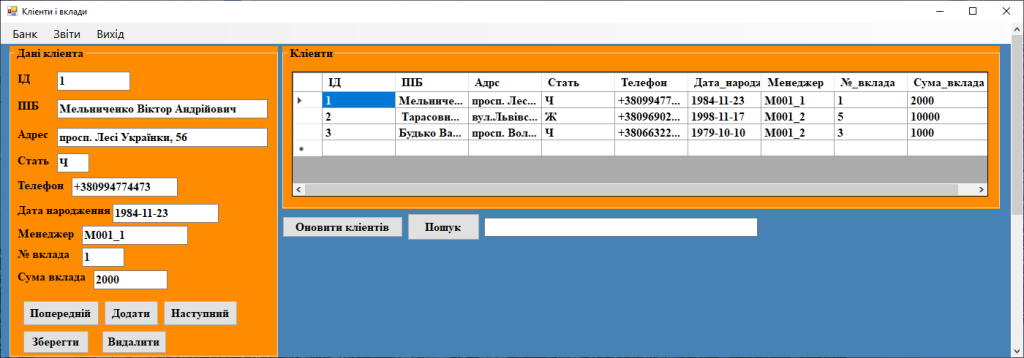 Кліенти і вклади
Банк Звіти Вихід
Дані кліента
ІД 1
ПІБ Мельниченко Віктор Андрійович
Адрес просп. Лесі Українки, 56
Стать Ч
Телефон +380994774473
Дата народження 1984-11-23
Менеджер М001_1
№ вклада 1
Сума вклада 2000
Попередній Додати Наступний
Зберегти Видалити
Кліенти
ІД ПІБ Адрс Стать Телефон Дата_народа Менеджер №_вклада Сума_вклада
1 Мельниче... просп. Лес... Ч +38099477... 1984-11-23 М001_1 1 2000
2 Тарасови... вул.Львівс... Ж +38096902... 1998-11-17 М001_2 5 10000
3 Будько Ва... просп. Вол... Ч +38066322... 1979-10-10 М001_2 3 1000
Оновити клієнтів Пошук